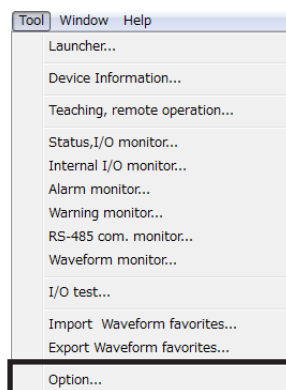 Tool Window Help
Launcher...
Device Information...
Teaching, remote operation...
Status,I/O monitor...
Internal I/O monitor...
Alarm monitor...
Warning monitor...
RS-485 com. monitor...
Waveform monitor...
I/O test...
Import  Waveform favorites...
Export Waveform favorites...
Option...